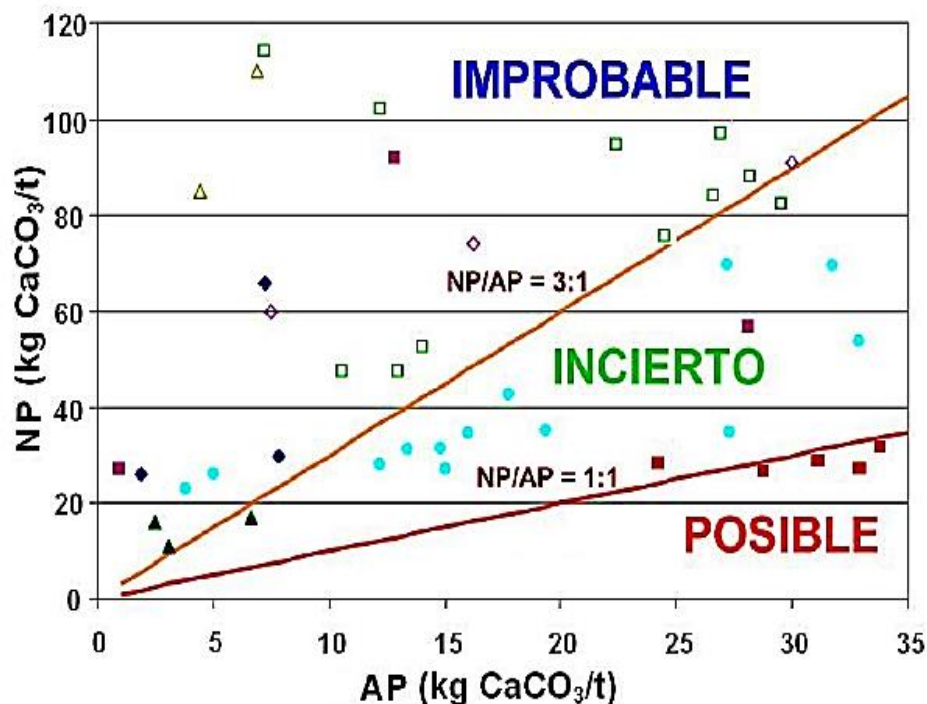 120
100
80
60
40
20
0
NP (kg CaCO₃/t)
IMPROBABLE
NP/AP = 3:1
INCIERTO
NP/AP = 1:1
POSIBLE
0 5 10 15 20 25 30 35
AP (kg CaCO₃/t)